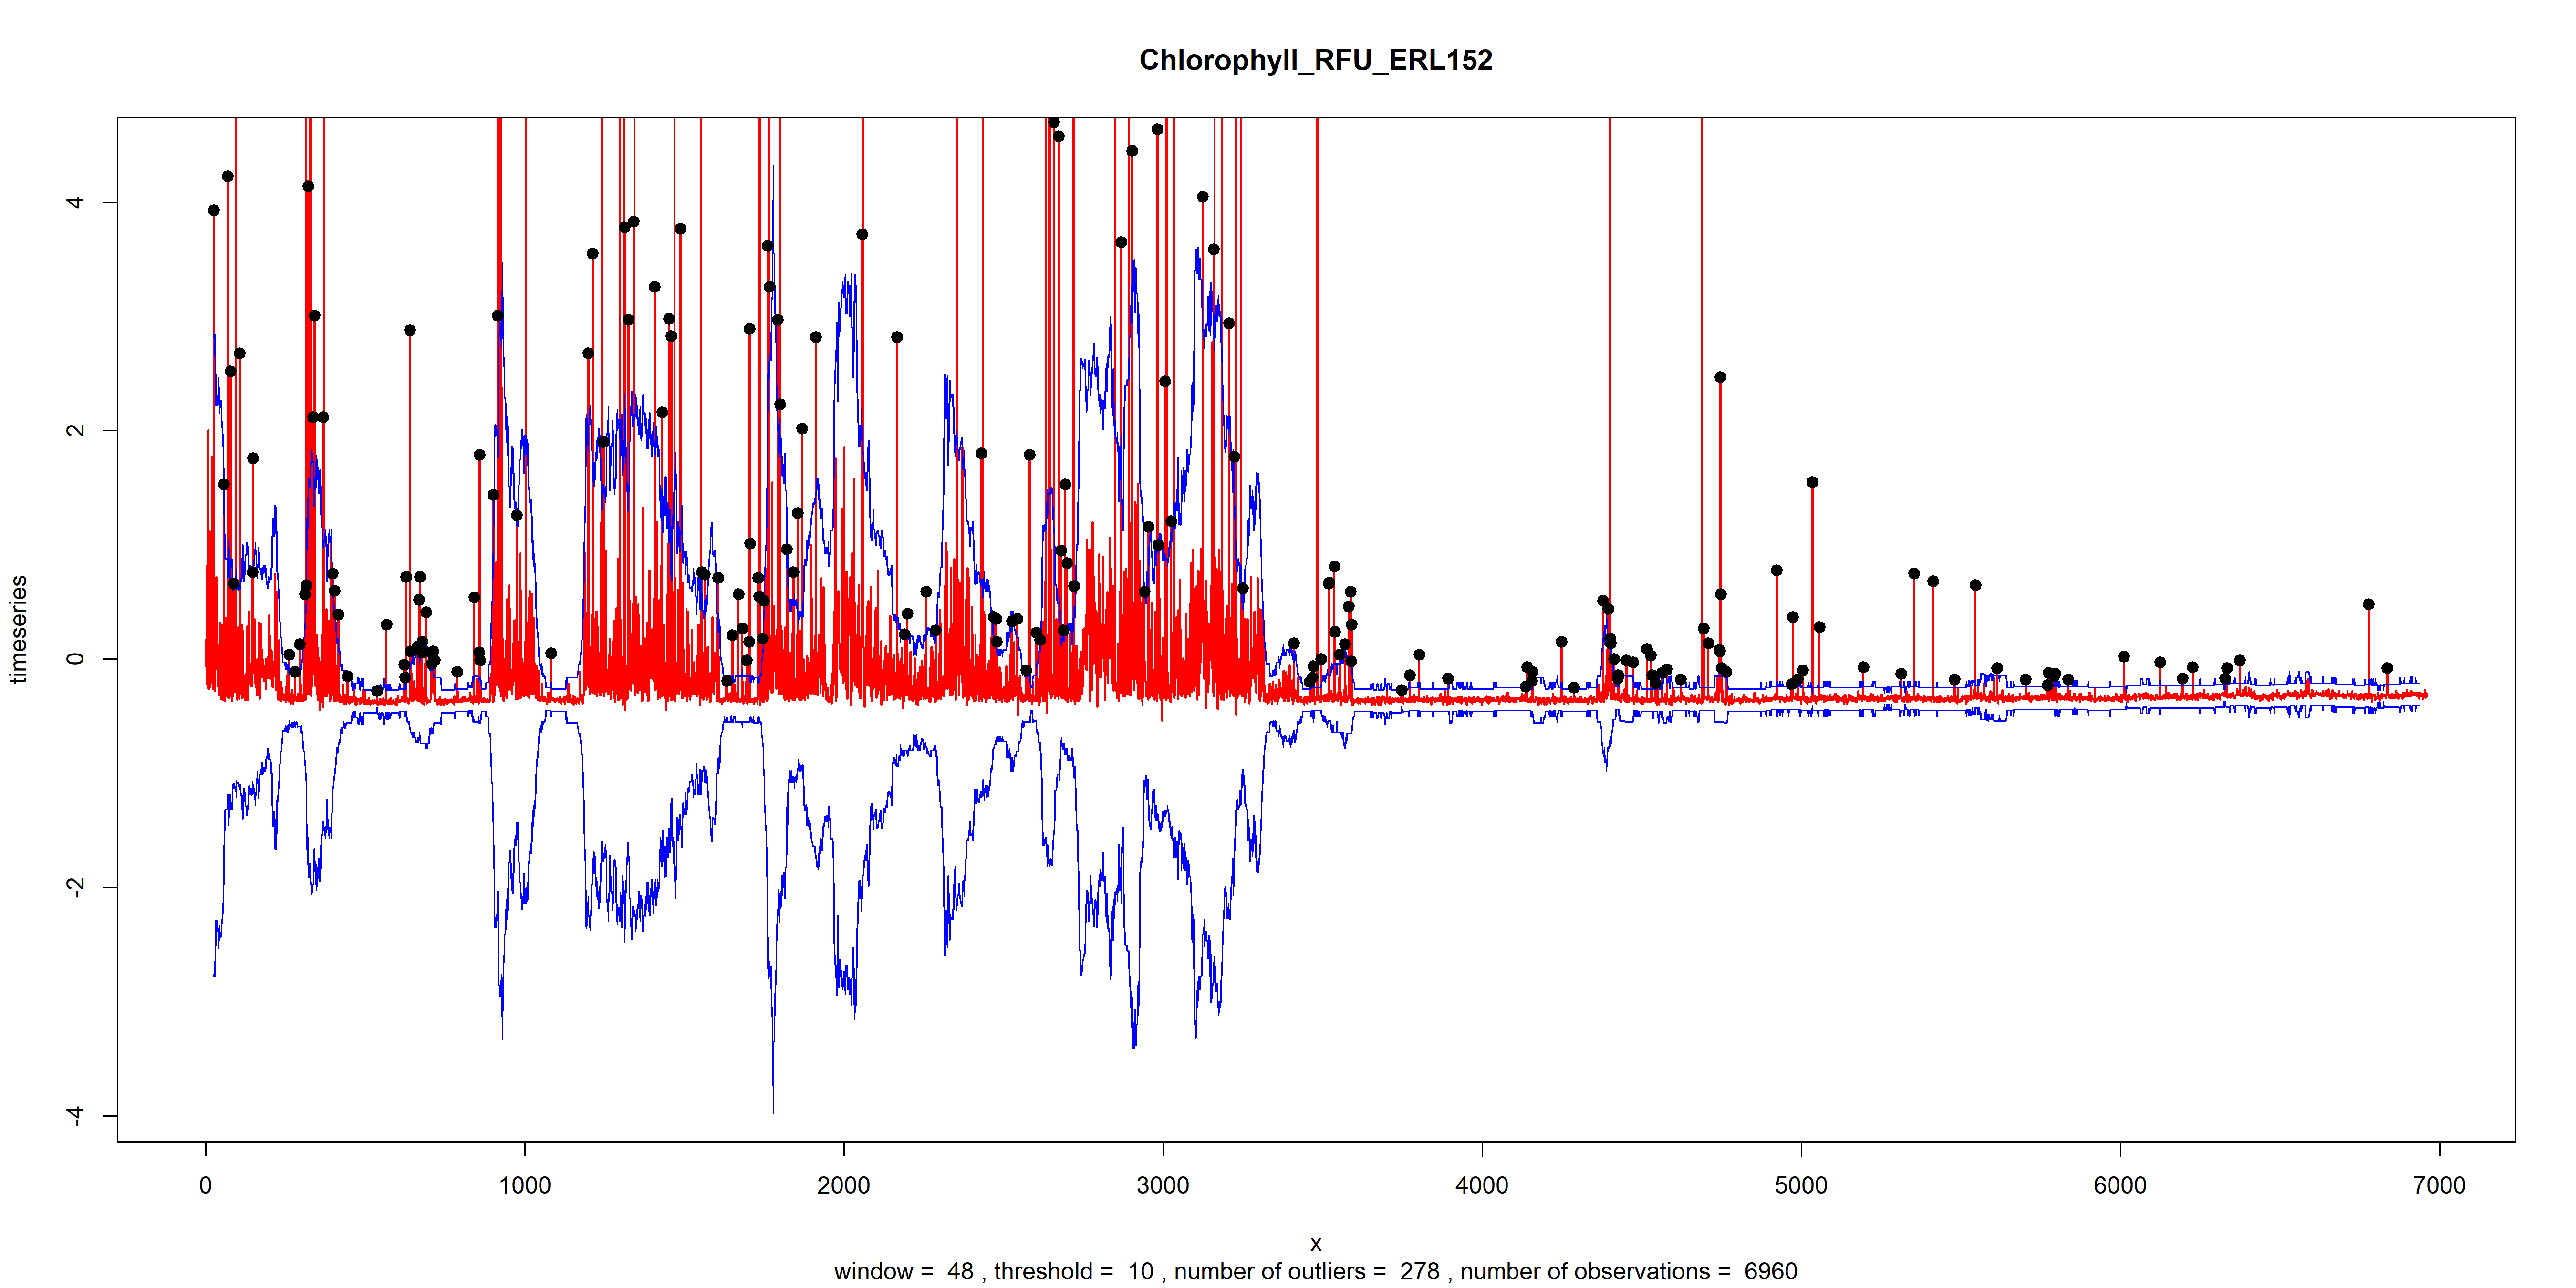 Chlorophyll_RFU_ERL152
timeseries
4
2
0
-2
-4
0 1000 2000 3000 4000 5000 6000 7000
x
window = 48 , threshold = 10 , number of outliers = 278 , number of observations = 6960